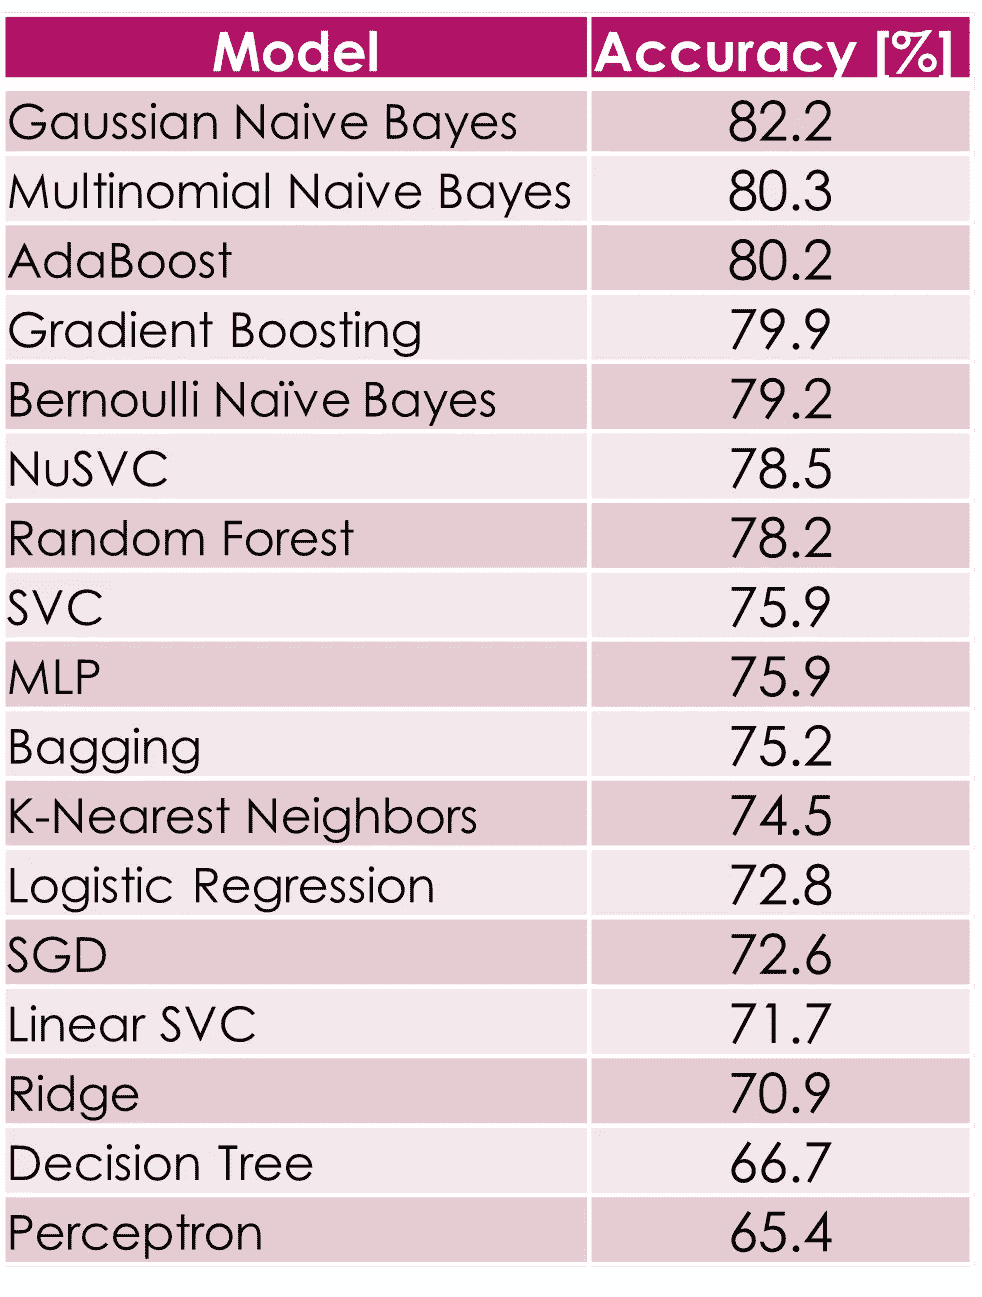 Model Accuracy [%]
Gaussian Naive Bayes 82.2
Multinomial Naive Bayes 80.3
AdaBoost 80.2
Gradient Boosting 79.9
Bernoulli Naïve Bayes 79.2
NuSVC 78.5
Random Forest 78.2
SVC 75.9
MLP 75.9
Bagging 75.2
K-Nearest Neighbors 74.5
Logistic Regression 72.8
SGD 72.6
Linear SVC 71.7
Ridge 70.9
Decision Tree 66.7
Perceptron 65.4